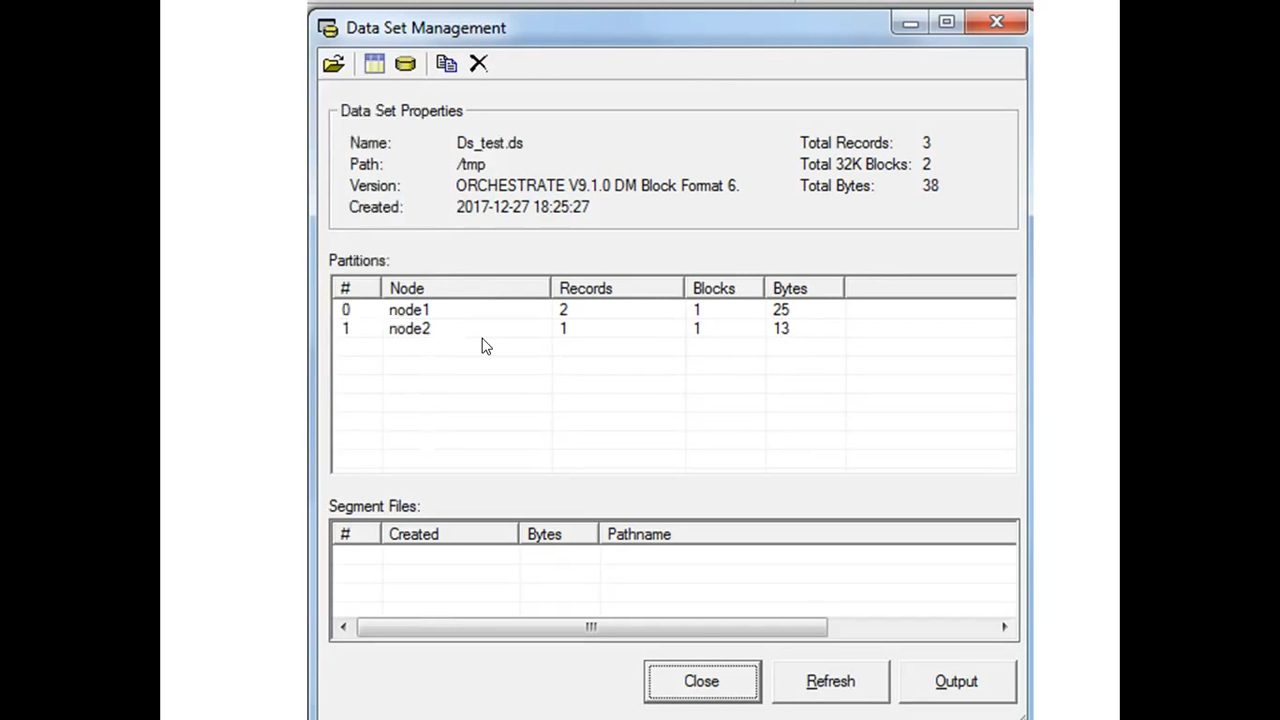 Data Set Management
Data Set Properties
Name: Ds_test.ds Total Records: 3
Path: /tmp Total 32K Blocks: 2
Version: ORCHESTRATE V9.1.0 DM Block Format 6. Total Bytes: 38
Created: 2017-12-27 18:25:27
Partitions:
# Node Records Blocks Bytes
0 node1 2 1 25
1 node2 1 1 13
Segment Files:
# Created Bytes Pathname
Close Refresh Output